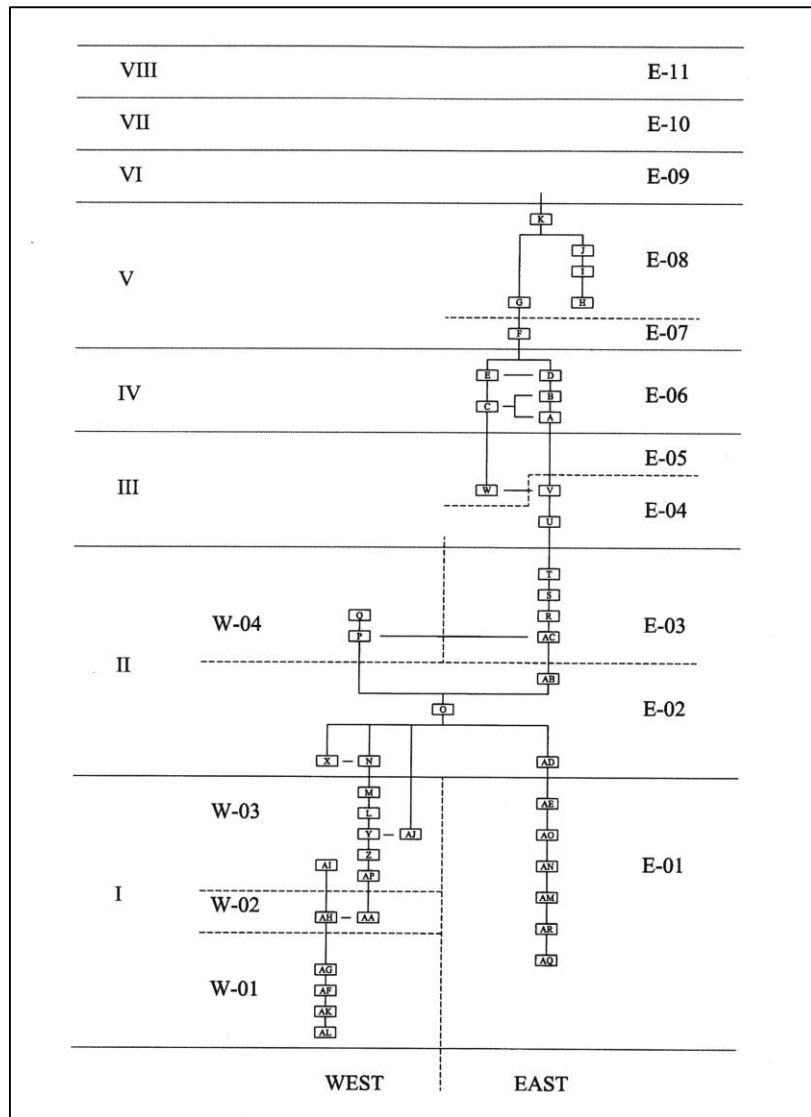 VIII E-11
VII E-10
VI E-09
K
J
E-08
I
V
G H
E-07
F
E D
IV B E-06
C
A
E-05
III W V
E-04
U
T
S
Q R
W-04 E-03
P AC
II
AB
O E-02
X N AD
M
W-03 AE
L
Y AJ AO
Z
AI AN E-01
AP
I
W-02 AM
AH AA
AR
AG AQ
W-01
AF
AK
AL
WEST EAST